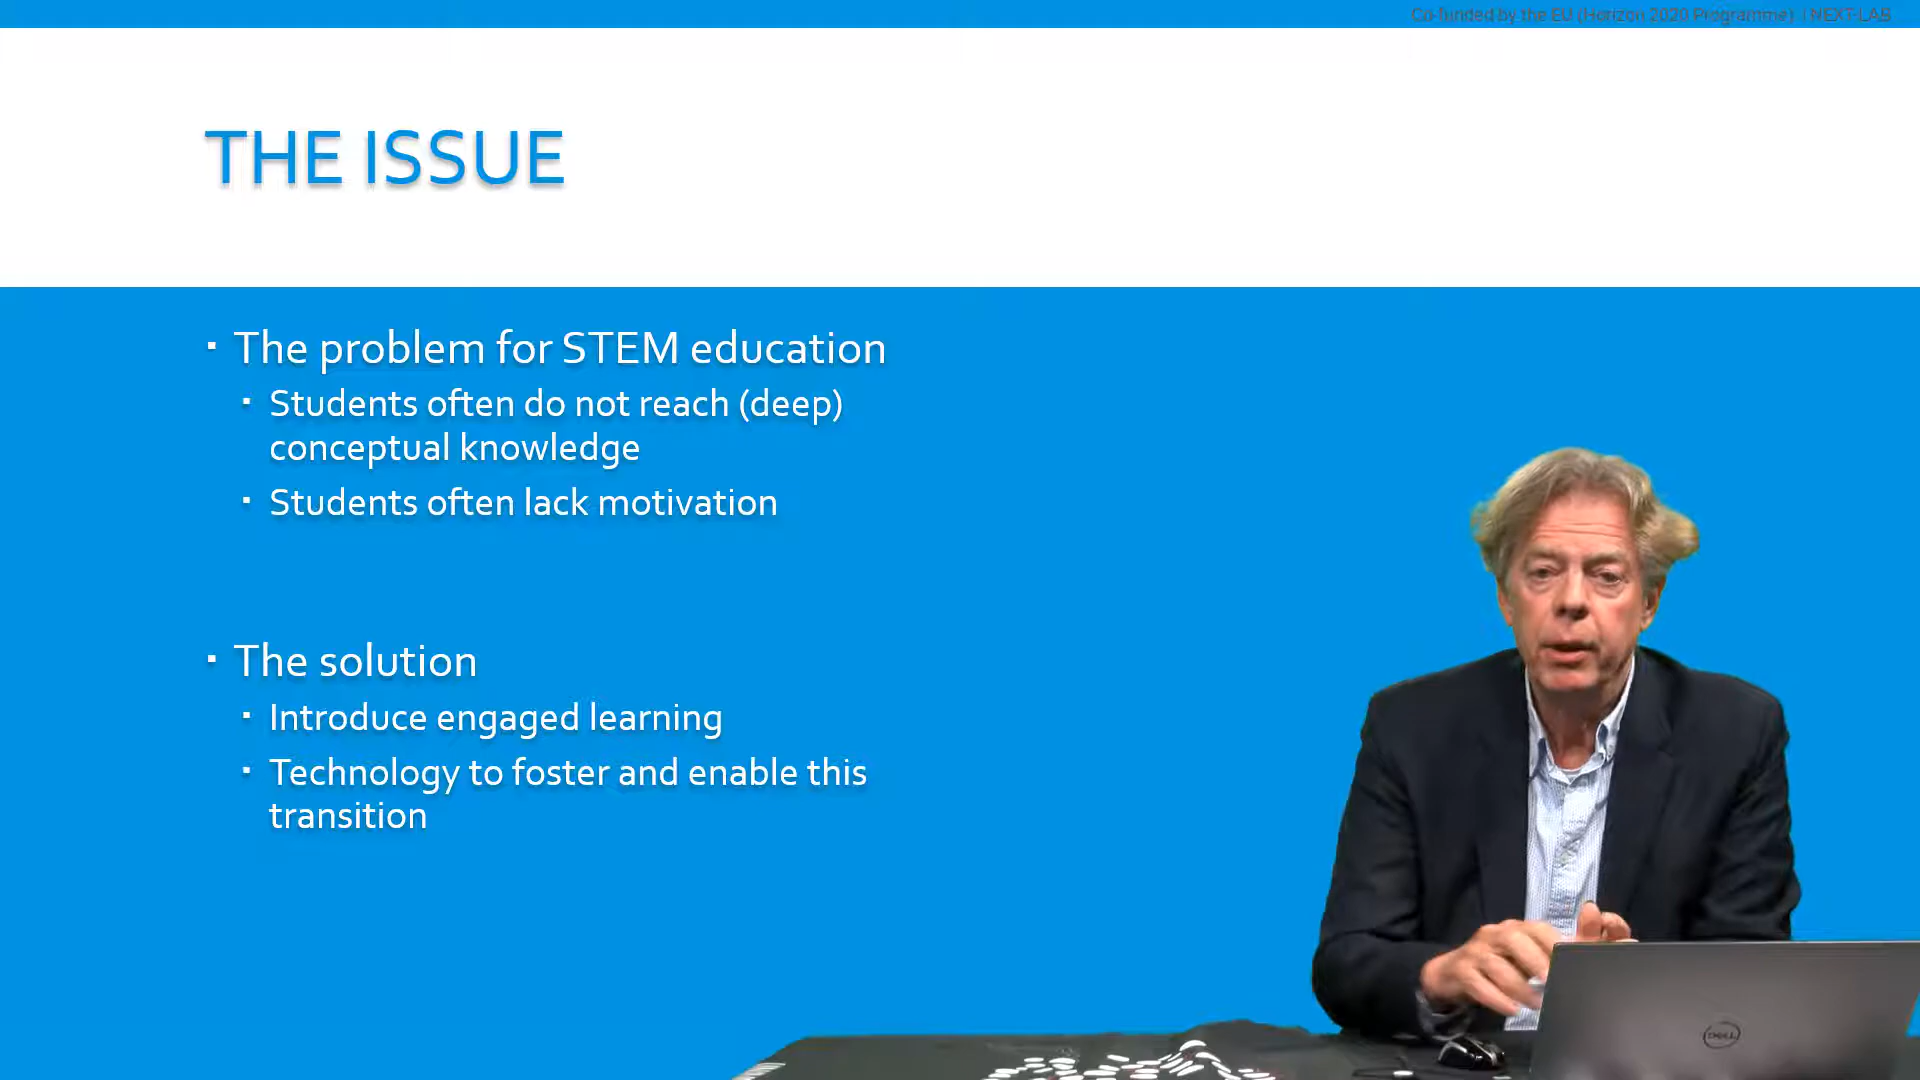 Co-funded by the EU (Horizon 2020 Programme) | NEXT-LAB
THE ISSUE
▪ The problem for STEM education
▪ Students often do not reach (deep)
conceptual knowledge
▪ Students often lack motivation
▪ The solution
▪ Introduce engaged learning
▪ Technology to foster and enable this
transition
DELL